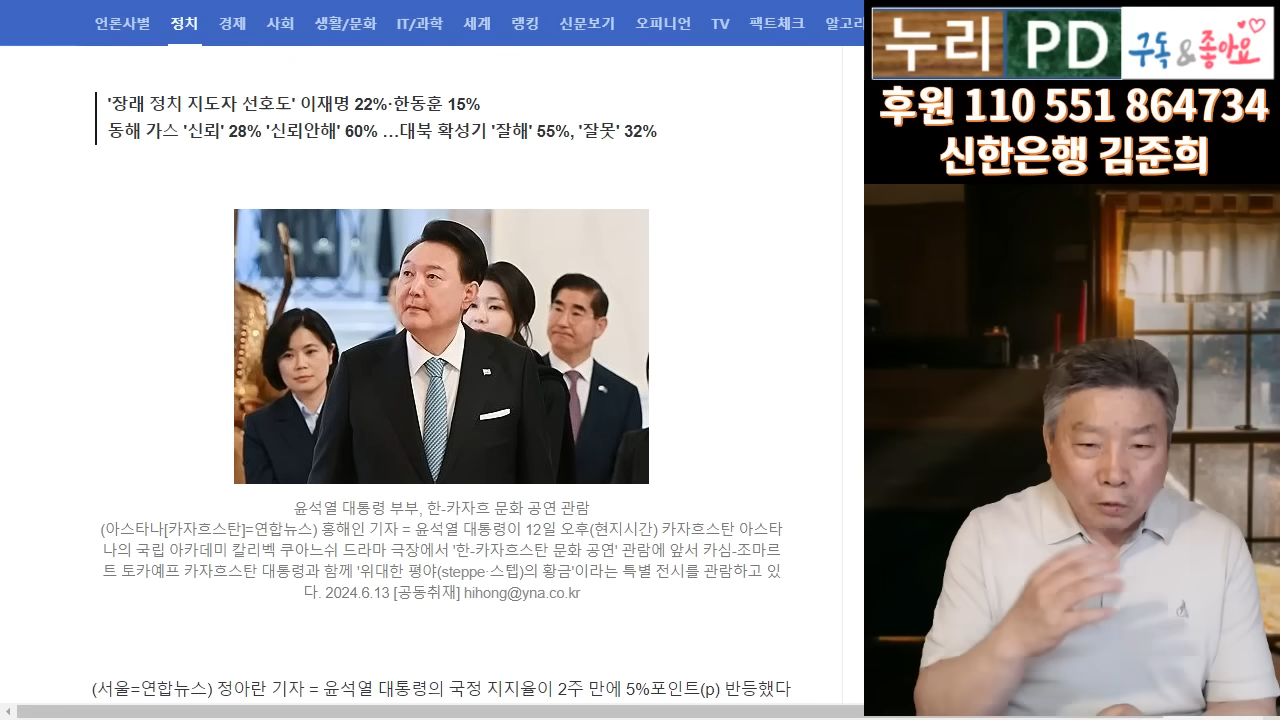 언론사별 정치 경제 사회 생활/문화 IT/과학 세계 랭킹 신문보기 오피니언 TV 팩트체크 알고리
'장래 정치 지도자 선호도' 이재명 22%·한동훈 15%
동해 가스 '신뢰' 28% '신뢰안해' 60% …대북 확성기 '잘해' 55%, '잘못' 32%
윤석열 대통령 부부, 한-카자흐 문화 공연 관람
(아스타나[카자흐스탄]=연합뉴스) 홍해인 기자 = 윤석열 대통령이 12일 오후(현지시간) 카자흐스탄 아스타
나의 국립 아카데미 칼리벡 쿠아느쉬 드라마 극장에서 '한-카자흐스탄 문화 공연' 관람에 앞서 카심-조마르
트 토카예프 카자흐스탄 대통령과 함께 '위대한 평야(steppe·스텝)의 황금'이라는 특별 전시를 관람하고 있
다. 2024.6.13 [공동취재] hihong@yna.co.kr
(서울=연합뉴스) 정아란 기자 = 윤석열 대통령의 국정 지지율이 2주 만에 5%포인트(p) 반등했다
누리 PD 구독&좋아요
후원 110 551 864734
신한은행 김준희